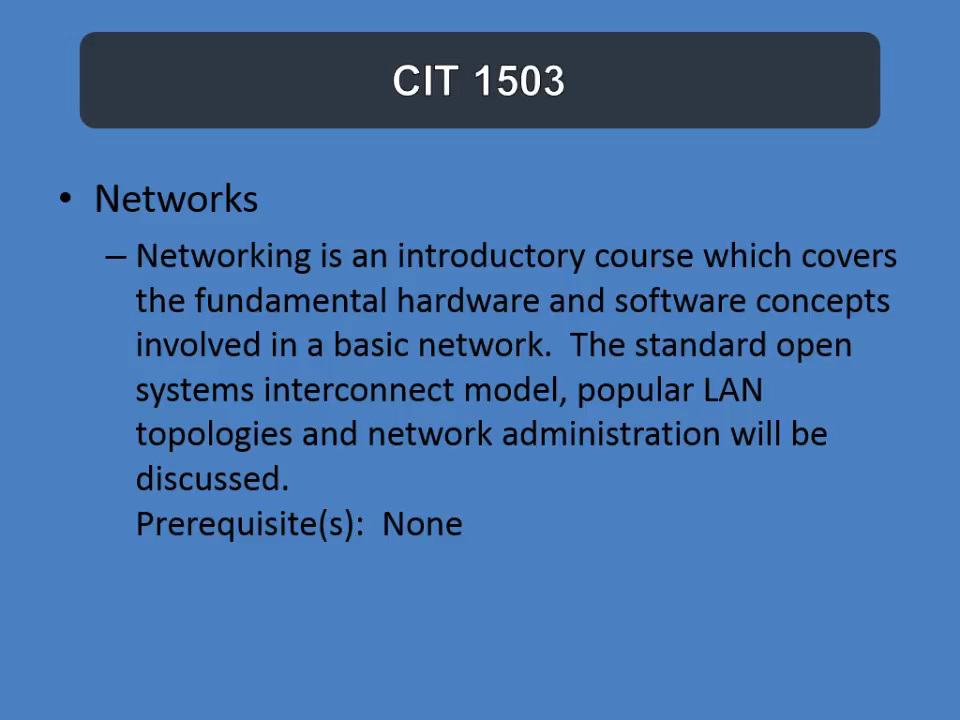 CIT 1503
• Networks
– Networking is an introductory course which covers
the fundamental hardware and software concepts
involved in a basic network.  The standard open
systems interconnect model, popular LAN
topologies and network administration will be
discussed.
Prerequisite(s):  None